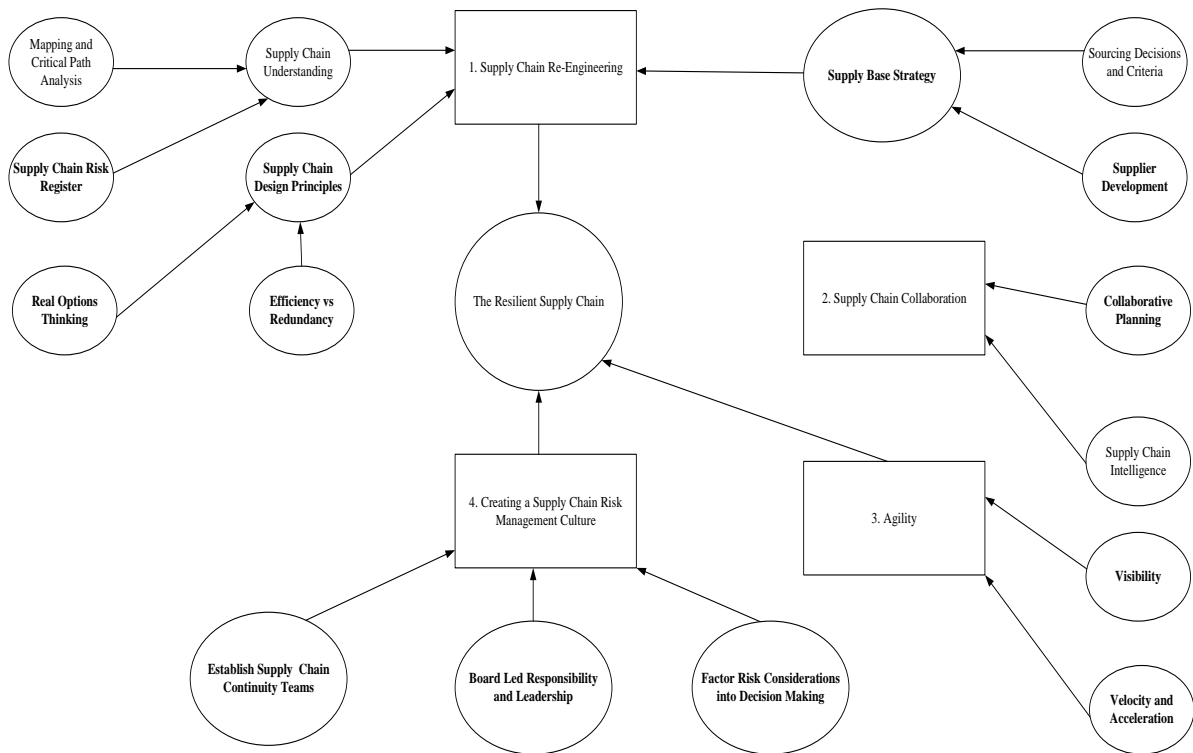 Mapping and
Critical Path
Analysis
Supply Chain
Understanding
1. Supply Chain Re-Engineering
Supply Base Strategy
Sourcing Decisions
and Criteria
Supply Chain Risk
Register
Supply Chain
Design Principles
Supplier
Development
Real Options
Thinking
Efficiency vs
Redundancy
The Resilient Supply Chain
2. Supply Chain Collaboration
Collaborative
Planning
Supply Chain
Intelligence
4. Creating a Supply Chain Risk
Management Culture
3. Agility
Visibility
Establish Supply Chain
Continuity Teams
Board Led Responsibility
and Leadership
Factor Risk Considerations
into Decision Making
Velocity and
Acceleration